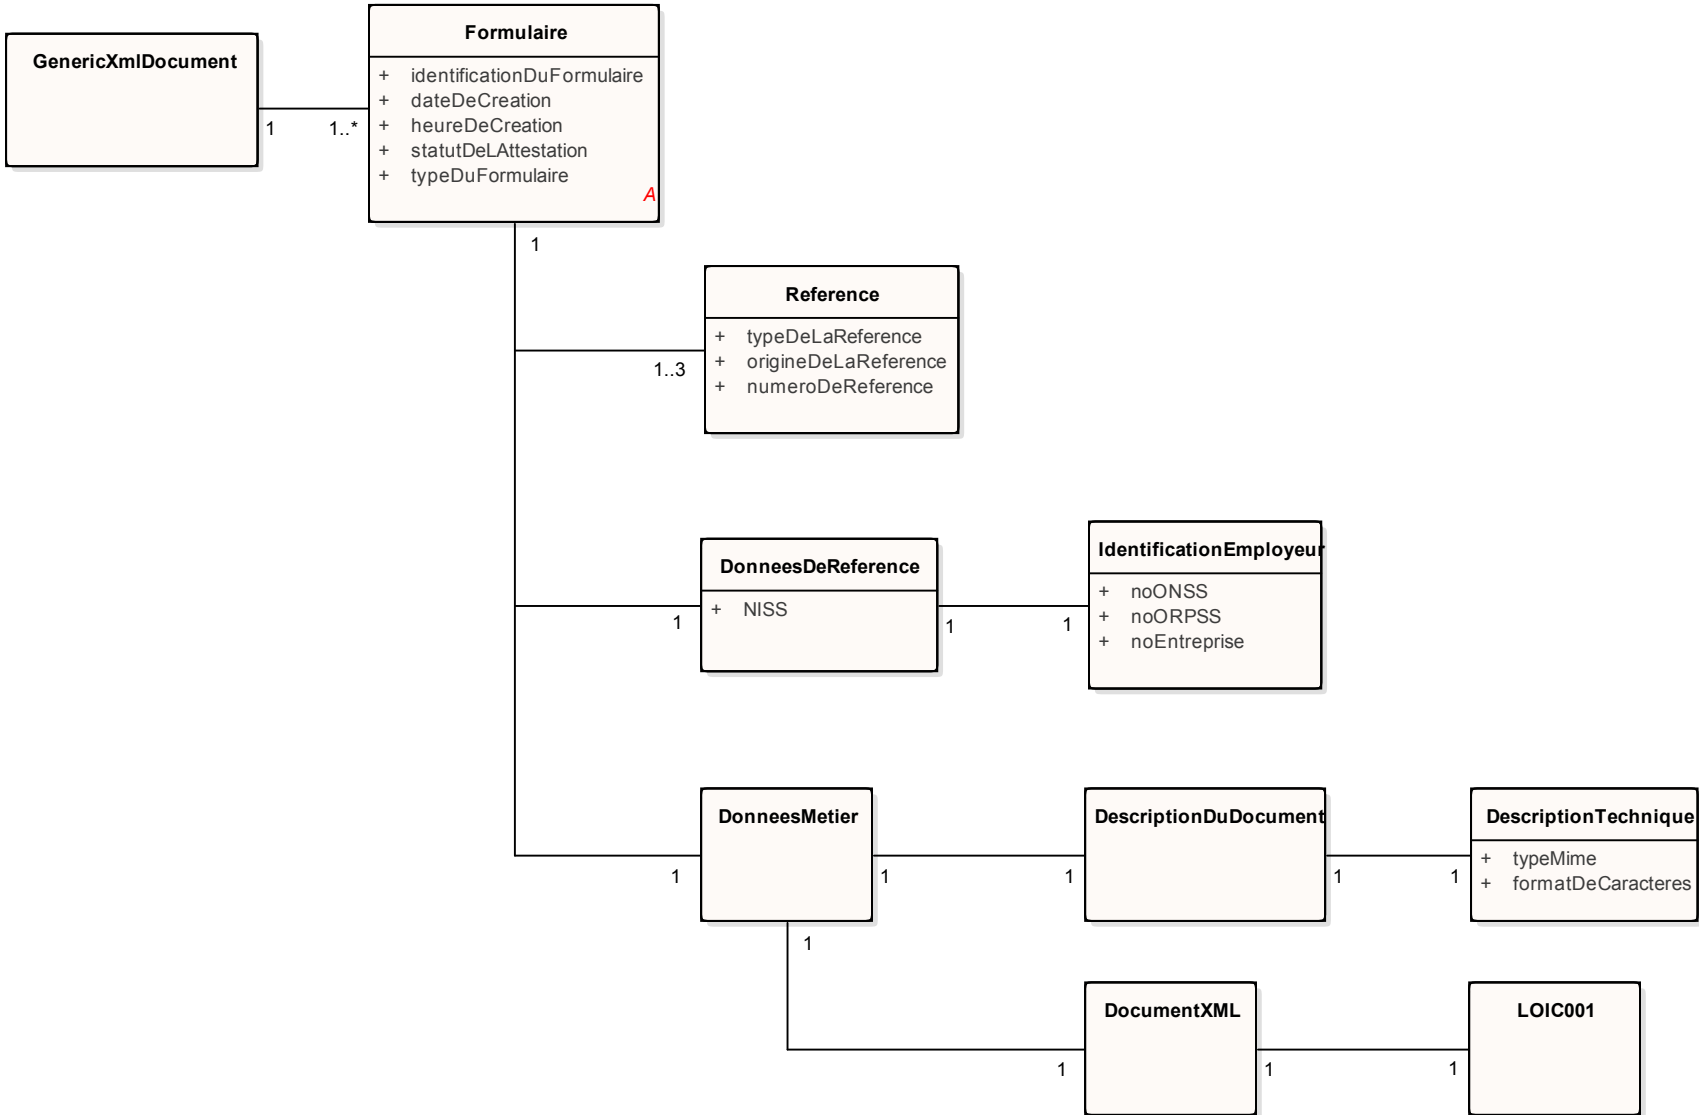 GenericXmlDocument
1
1..*
Formulaire
+ identificationDuFormulaire
+ dateDeCreation
+ heureDeCreation
+ statutDeLAttestation
+ typeDuFormulaire
A
1
Reference
+ typeDeLaReference
+ origineDeLaReference
+ numeroDeReference
1..3
DonneesDeReference
+ NISS
1
1
1
IdentificationEmployeur
+ noONSS
+ noORPSS
+ noEntreprise
DonneesMetier
1
1
1
DescriptionDuDocument
1
1
DescriptionTechnique
+ typeMime
+ formatDeCaracteres
1
DocumentXML
1
1
1
LOIC001